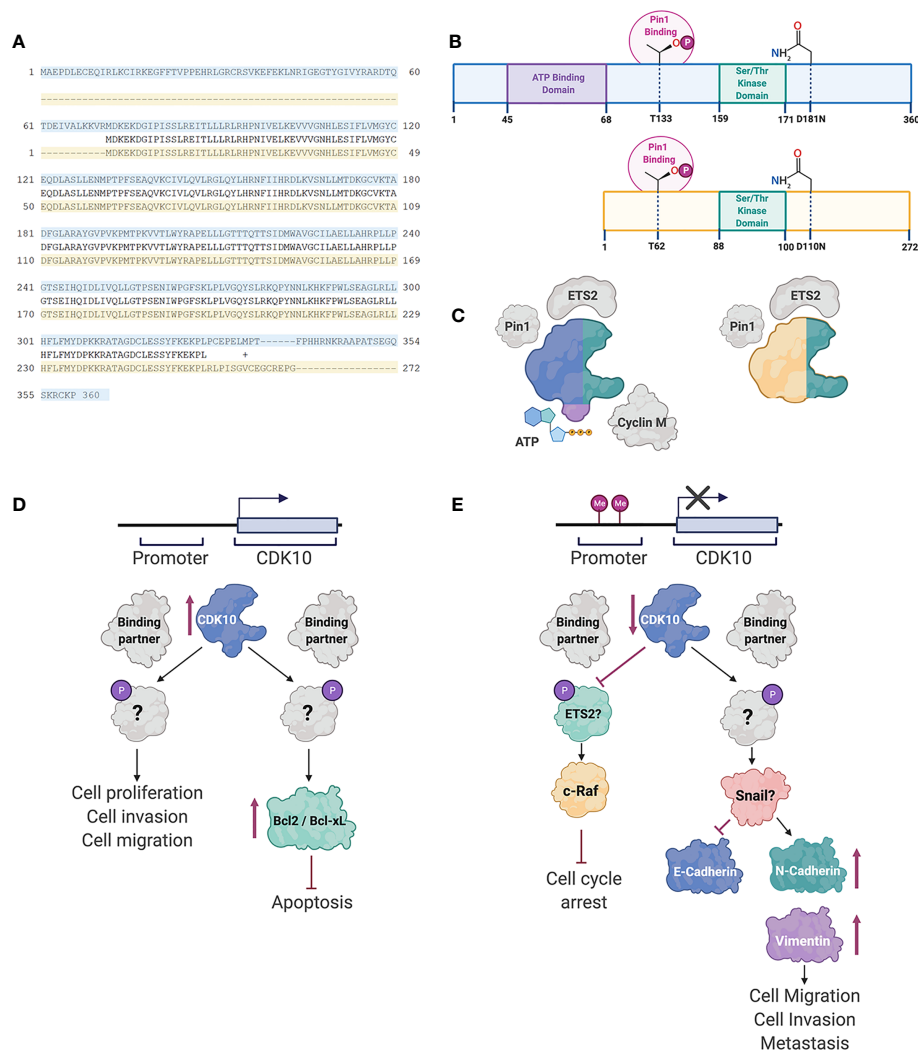 A
1 MAEPDLECEQIRLKCIRKEGFFTVPPEHRLGRCRSVKEFEKLNRIGEGTYGIVYRARDTQ 60
------------------------------------------------------------
61 TDEIVALKKVRMDKEKDGIPISSLREITLLLRLRHPNIVELKEVVVGNHLESIFLVMGYC 120
MDKEKDGIPISSLREITLLLRLRHPNIVELKEVVVGNHLESIFLVMGYC
1 -----------MDKEKDGIPISSLREITLLLRLRHPNIVELKEVVVGNHLESIFLVMGYC 49
121 EQDLASLLENMPTPFSEAQVKCIVLQVLRGLQYLHRNFIIHRDLKVSNLLMTDKGCVKTA 180
EQDLASLLENMPTPFSEAQVKCIVLQVLRGLQYLHRNFIIHRDLKVSNLLMTDKGCVKTA
50 EQDLASLLENMPTPFSEAQVKCIVLQVLRGLQYLHRNFIIHRDLKVSNLLMTDKGCVKTA 109
181 DFGLARAYGVPVKPMTPKVVTLWYRAPELLLGTTTQTTSIDMWAVGCILAELLAHRPLLP 240
DFGLARAYGVPVKPMTPKVVTLWYRAPELLLGTTTQTTSIDMWAVGCILAELLAHRPLLP
110 DFGLARAYGVPVKPMTPKVVTLWYRAPELLLGTTTQTTSIDMWAVGCILAELLAHRPLLP 169
241 GTSEIHQIDLIVQLLGTPSENIWPGFSKLPLVGQYSLRKQPYNNLKHKFPWLSEAGLRLL 300
GTSEIHQIDLIVQLLGTPSENIWPGFSKLPLVGQYSLRKQPYNNLKHKFPWLSEAGLRLL
170 GTSEIHQIDLIVQLLGTPSENIWPGFSKLPLVGQYSLRKQPYNNLKHKFPWLSEAGLRLL 229
301 HFLFMYDPKKRATAGDCLESSYFKEKPLPCEPELMPT------FPHHRNKRAAPATSEGQ 354
HFLFMYDPKKRATAGDCLESSYFKEKPL +
230 HFLFMYDPKKRATAGDCLESSYFKEKPLRLPISGVCEGCREPG----------------- 272
355 SKRCKP 360
B
Pin1
Binding
O P
O
NH2
ATP Binding
Domain
Ser/Thr
Kinase
Domain
1 45 68 T133 159 171 D181N 360
Pin1
Binding
O P
O
NH2
Ser/Thr
Kinase
Domain
1 T62 88 100 D110N 272
C
ETS2
Pin1
Cyclin M
ATP
P P P
ETS2
Pin1
D
Promoter CDK10
Binding
partner
CDK10
Binding
partner
P
?
P
?
Cell proliferation
Cell invasion
Cell migration
Bcl2 / Bcl-xL
Apoptosis
E
Me Me
Promoter CDK10
Binding
partner
CDK10
Binding
partner
P
ETS2?
P
?
c-Raf
Snail?
Cell cycle
arrest
E-Cadherin
N-Cadherin
Vimentin
Cell Migration
Cell Invasion
Metastasis